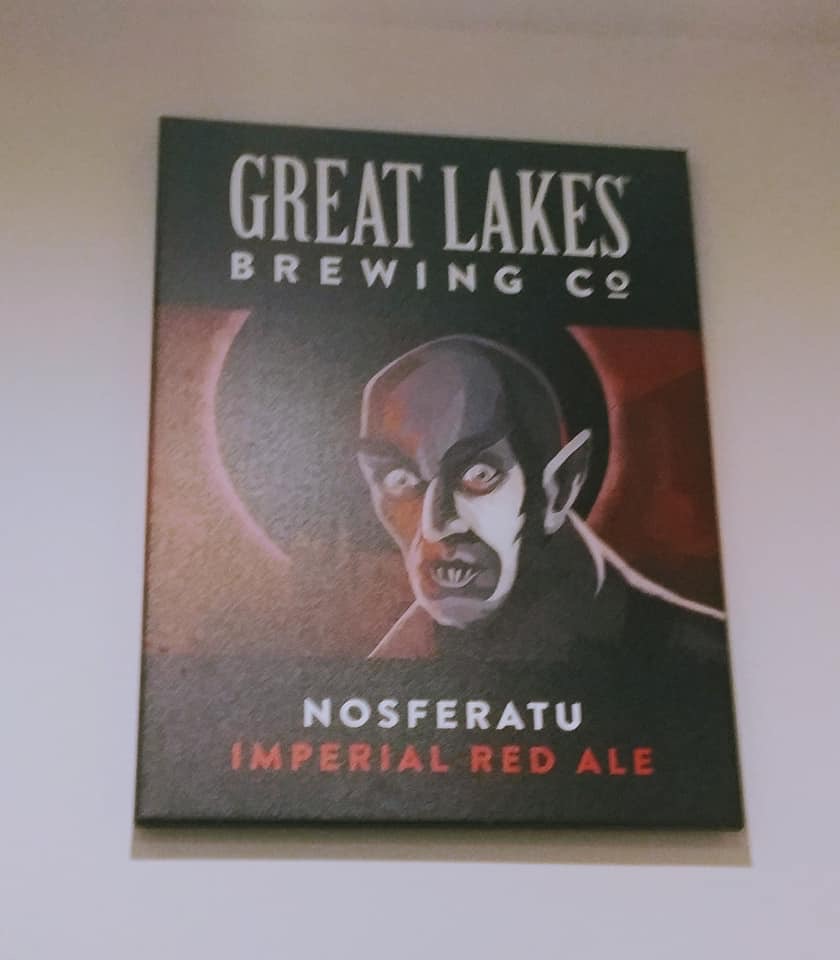 GREAT LAKES
BREWING Cº
NOSFERATU
IMPERIAL RED ALE